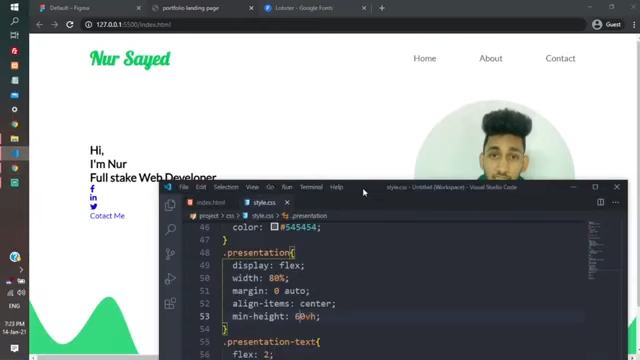 Default – Figma
portfolio landing page
Lobster - Google Fonts
127.0.0.1:5500/index.html
Guest
Nur Sayed
Home
About
Contact
Hi,
I'm Nur
Full stake Web Developer
Cotact Me
File
Edit
Selection
View
Go
Run
Terminal
Help
style.css - Untitled (Workspace) - Visual Studio Code
index.html
style.css
project > css > style.css > .presentation
46 color: #545454;
47 }
48 .presentation{
49 display: flex;
50 width: 80%;
51 margin: 0 auto;
52 align-items: center;
53 min-height: 60vh;
54 }
55 .presentation-text{
56 flex: 2;
7:23 PM
14-Jan-21